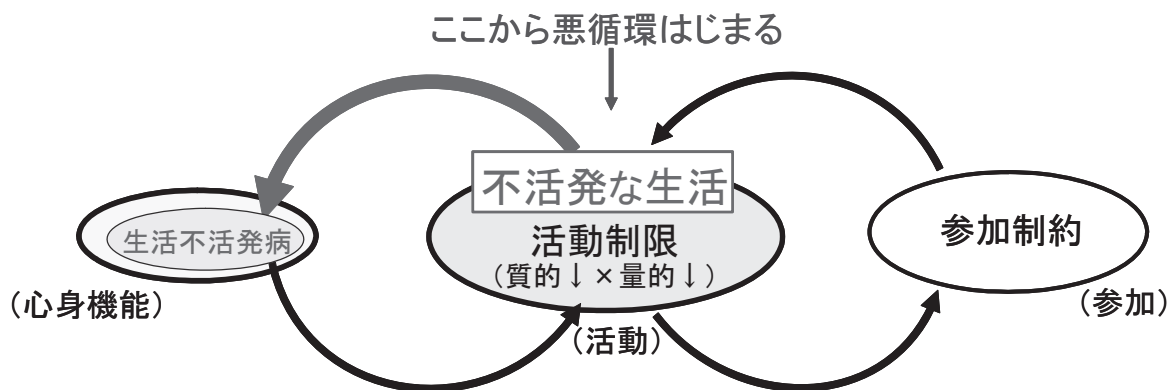 ここから悪循環はじまる
不活発な生活
生活不活発病
活動制限
（質的↓×量的↓）
参加制約
（心身機能）
（活動）
（参加）